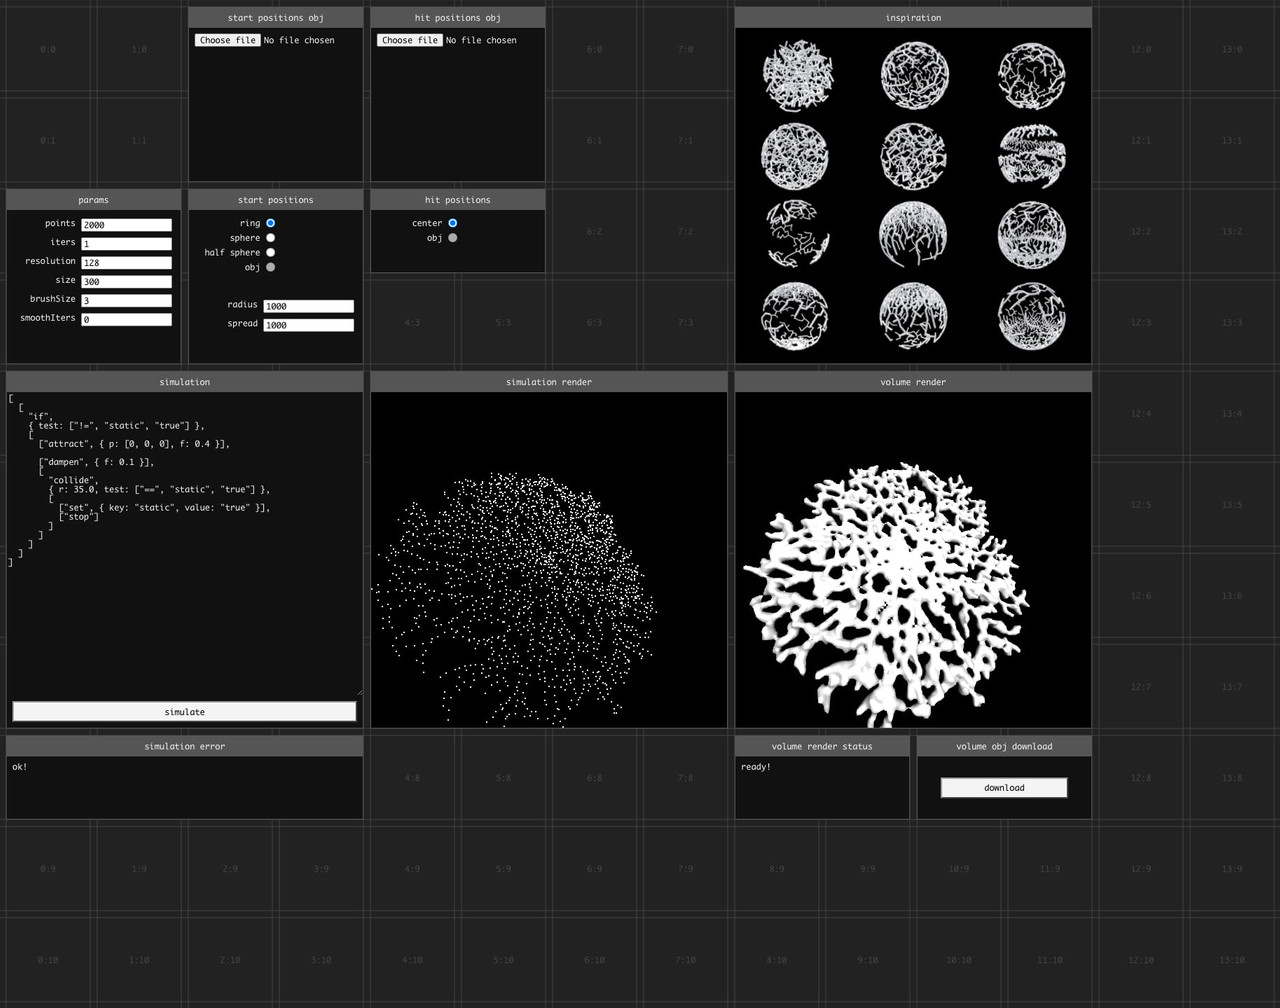 start positions obj
hit positions obj
inspiration
0:0
1:0
Choose file No file chosen
Choose file No file chosen
6:0
7:0
12:0
13:0
0:1
1:1
6:1
7:1
12:1
13:1
params
start positions
hit positions
points 2000
iters 1
resolution 128
size 300
brushSize 3
smoothIters 0
ring
sphere
half sphere
obj
radius 1000
spread 1000
center
obj
6:2
7:2
12:2
13:2
4:3
5:3
6:3
7:3
12:3
13:3
simulation
simulation render
volume render
[
[
"if",
{ test: ["!=", "static", "true"] },
[
["attract", { p: [0, 0, 0], f: 0.4 }],
["dampen", { f: 0.1 }],
[
"collide",
{ r: 35.0, test: ["==", "static", "true"] },
[
["set", { key: "static", value: "true" }],
["stop"]
]
]
]
]
]
simulate
12:4
13:4
12:5
13:5
12:6
13:6
12:7
13:7
simulation error
volume render status
volume obj download
ok!
4:8
5:8
6:8
7:8
ready!
download
12:8
13:8
0:9
1:9
2:9
3:9
4:9
5:9
6:9
7:9
8:9
9:9
10:9
11:9
12:9
13:9
0:10
1:10
2:10
3:10
4:10
5:10
6:10
7:10
8:10
9:10
10:10
11:10
12:10
13:10